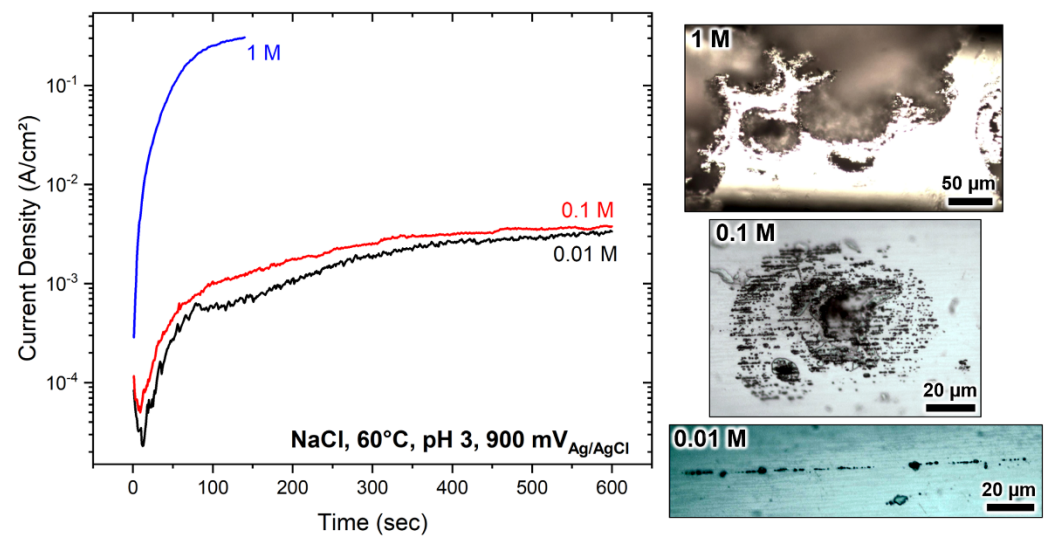 Current Density (A/cm²)
10⁻¹
10⁻²
10⁻³
10⁻⁴
1 M
0.1 M
0.01 M
NaCl, 60°C, pH 3, 900 mV_Ag/AgCl
0 100 200 300 400 500 600
Time (sec)
1 M
50 µm
0.1 M
20 µm
0.01 M
20 µm